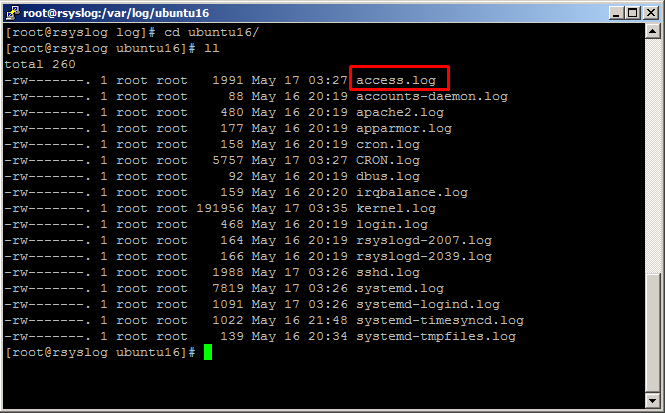 root@rsyslog:/var/log/ubuntu16
[root@rsyslog log]# cd ubuntu16/
[root@rsyslog ubuntu16]# ll
total 260
-rw-------. 1 root root   1991 May 17 03:27 access.log
-rw-------. 1 root root     88 May 16 20:19 accounts-daemon.log
-rw-------. 1 root root    480 May 16 20:19 apache2.log
-rw-------. 1 root root    177 May 16 20:19 apparmor.log
-rw-------. 1 root root    158 May 16 20:19 cron.log
-rw-------. 1 root root   5757 May 17 03:27 CRON.log
-rw-------. 1 root root     92 May 16 20:19 dbus.log
-rw-------. 1 root root    159 May 16 20:20 irqbalance.log
-rw-------. 1 root root 191956 May 17 03:35 kernel.log
-rw-------. 1 root root    468 May 16 20:19 login.log
-rw-------. 1 root root    164 May 16 20:19 rsyslogd-2007.log
-rw-------. 1 root root    166 May 16 20:19 rsyslogd-2039.log
-rw-------. 1 root root   1988 May 17 03:26 sshd.log
-rw-------. 1 root root   7819 May 17 03:26 systemd.log
-rw-------. 1 root root   1091 May 17 03:26 systemd-logind.log
-rw-------. 1 root root   1022 May 16 21:48 systemd-timesyncd.log
-rw-------. 1 root root    139 May 16 20:34 systemd-tmpfiles.log
[root@rsyslog ubuntu16]#